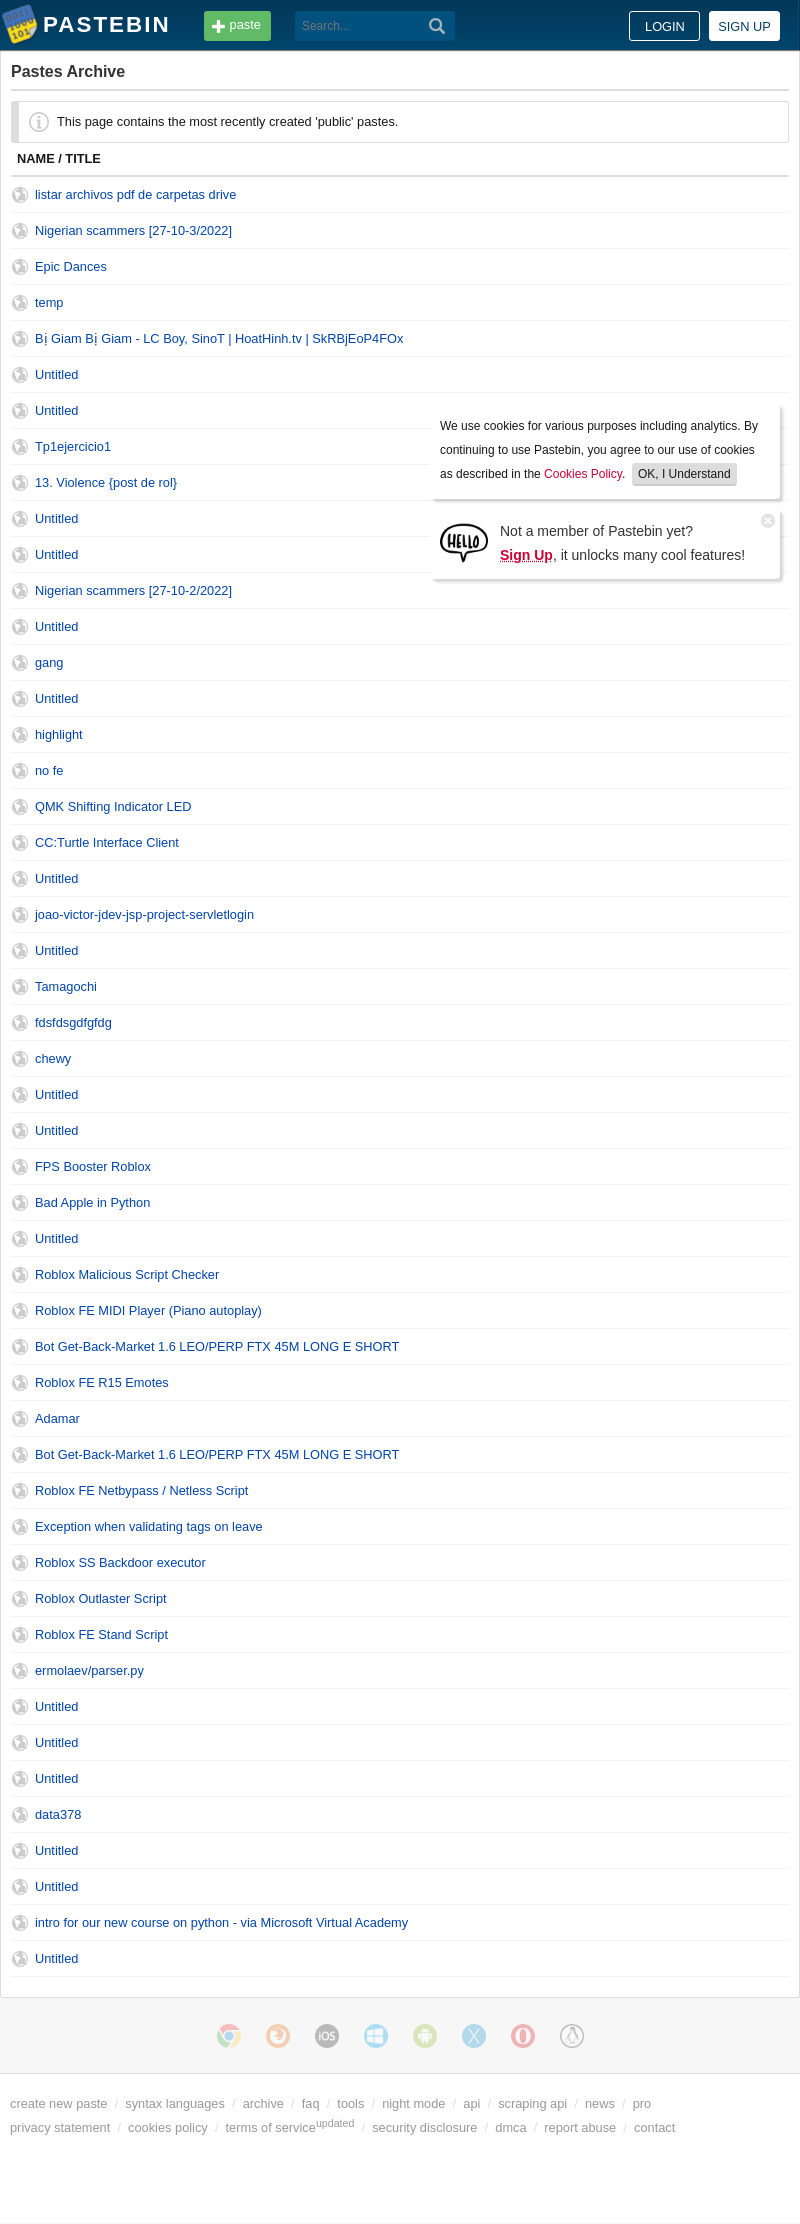 PASTEBIN
paste
Search...
LOGIN
SIGN UP
Pastes Archive
This page contains the most recently created 'public' pastes.
NAME / TITLE
listar archivos pdf de carpetas drive
Nigerian scammers [27-10-3/2022]
Epic Dances
temp
Bị Giam Bị Giam - LC Boy, SinoT | HoatHinh.tv | SkRBjEoP4FOx
Untitled
Untitled
Tp1ejercicio1
13. Violence {post de rol}
Untitled
Untitled
Nigerian scammers [27-10-2/2022]
We use cookies for various purposes including analytics. By
continuing to use Pastebin, you agree to our use of cookies
as described in the Cookies Policy. OK, I Understand
HELLO
Not a member of Pastebin yet?
Sign Up, it unlocks many cool features!
Untitled
gang
Untitled
highlight
no fe
QMK Shifting Indicator LED
CC:Turtle Interface Client
Untitled
joao-victor-jdev-jsp-project-servletlogin
Untitled
Tamagochi
fdsfdsgdfgfdg
chewy
Untitled
Untitled
FPS Booster Roblox
Bad Apple in Python
Untitled
Roblox Malicious Script Checker
Roblox FE MIDI Player (Piano autoplay)
Bot Get-Back-Market 1.6 LEO/PERP FTX 45M LONG E SHORT
Roblox FE R15 Emotes
Adamar
Bot Get-Back-Market 1.6 LEO/PERP FTX 45M LONG E SHORT
Roblox FE Netbypass / Netless Script
Exception when validating tags on leave
Roblox SS Backdoor executor
Roblox Outlaster Script
Roblox FE Stand Script
ermolaev/parser.py
Untitled
Untitled
Untitled
data378
Untitled
Untitled
intro for our new course on python - via Microsoft Virtual Academy
Untitled
iOS
create new paste / syntax languages / archive / faq / tools / night mode / api / scraping api / news / pro
privacy statement / cookies policy / terms of service updated / security disclosure / dmca / report abuse / contact